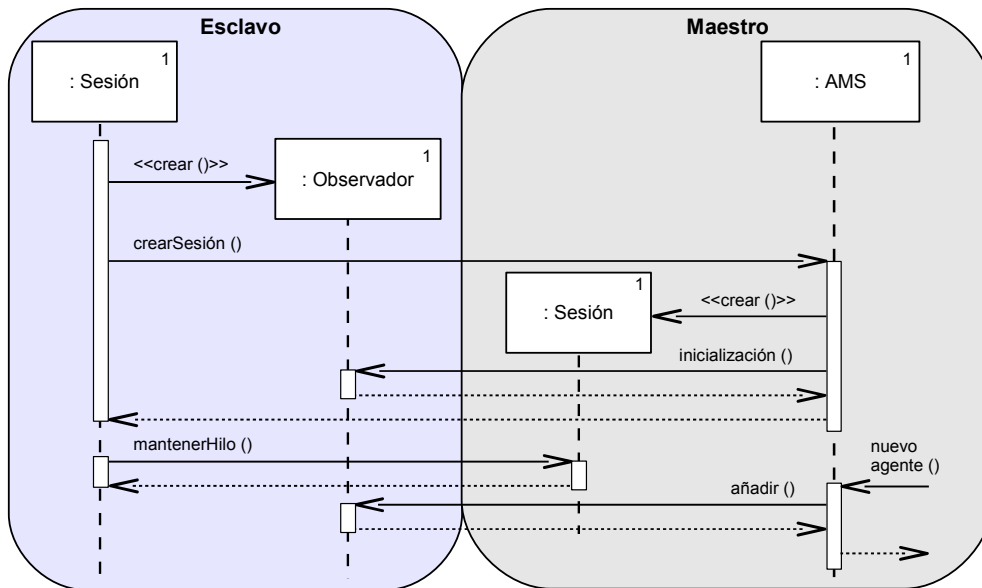 Esclavo
Maestro
1
: Sesión
1
: AMS
<<crear ()>>
1
: Observador
crearSesión ()
1
: Sesión
<<crear ()>>
inicialización ()
mantenerHilo ()
nuevo
agente ()
añadir ()